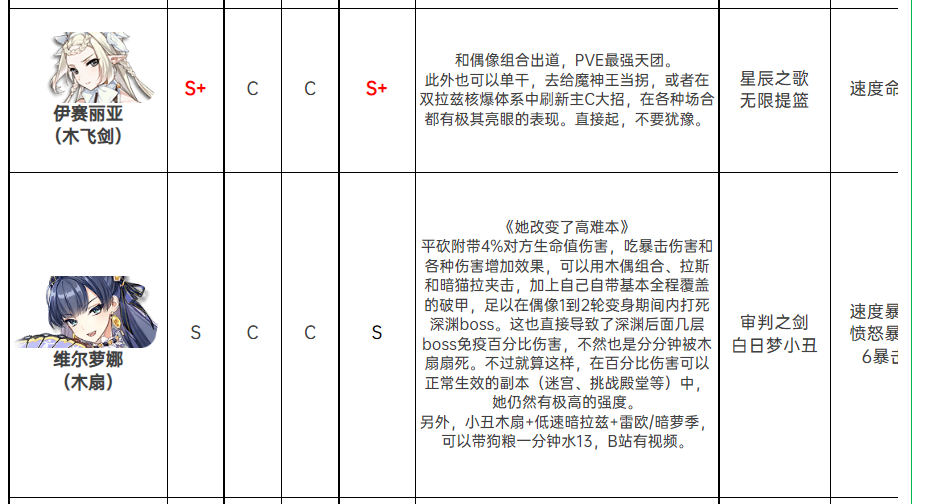 伊赛丽亚
（木飞剑）
S+
C
C
S+
和偶像组合出道，PVE最强天团。
此外也可以单干，去给魔神王当拐，或者在
双拉兹核爆体系中刷新主C大招，在各种场合
都有极其亮眼的表现。直接起，不要犹豫。
星辰之歌
无限提篮
速度命
维尔萝娜
（木扇）
S
C
C
S
《她改变了高难本》
平砍附带4%对方生命值伤害，吃暴击伤害和
各种伤害增加效果，可以用木偶组合、拉斯
和暗猫拉夹击，加上自己自带基本全程覆盖
的破甲，足以在偶像1到2轮变身期间内打死
深渊boss。这也直接导致了深渊后面几层
boss免疫百分比伤害，不然也是分分钟被木
扇扇死。不过就算这样，在百分比伤害可以
正常生效的副本（迷宫、挑战殿堂等）中，
她仍然有极高的强度。
另外，小丑木扇+低速暗拉兹+雷欧/暗萝季，
可以带狗粮一分钟水13，B站有视频。
审判之剑
白日梦小丑
速度暴
愤怒暴
6暴击